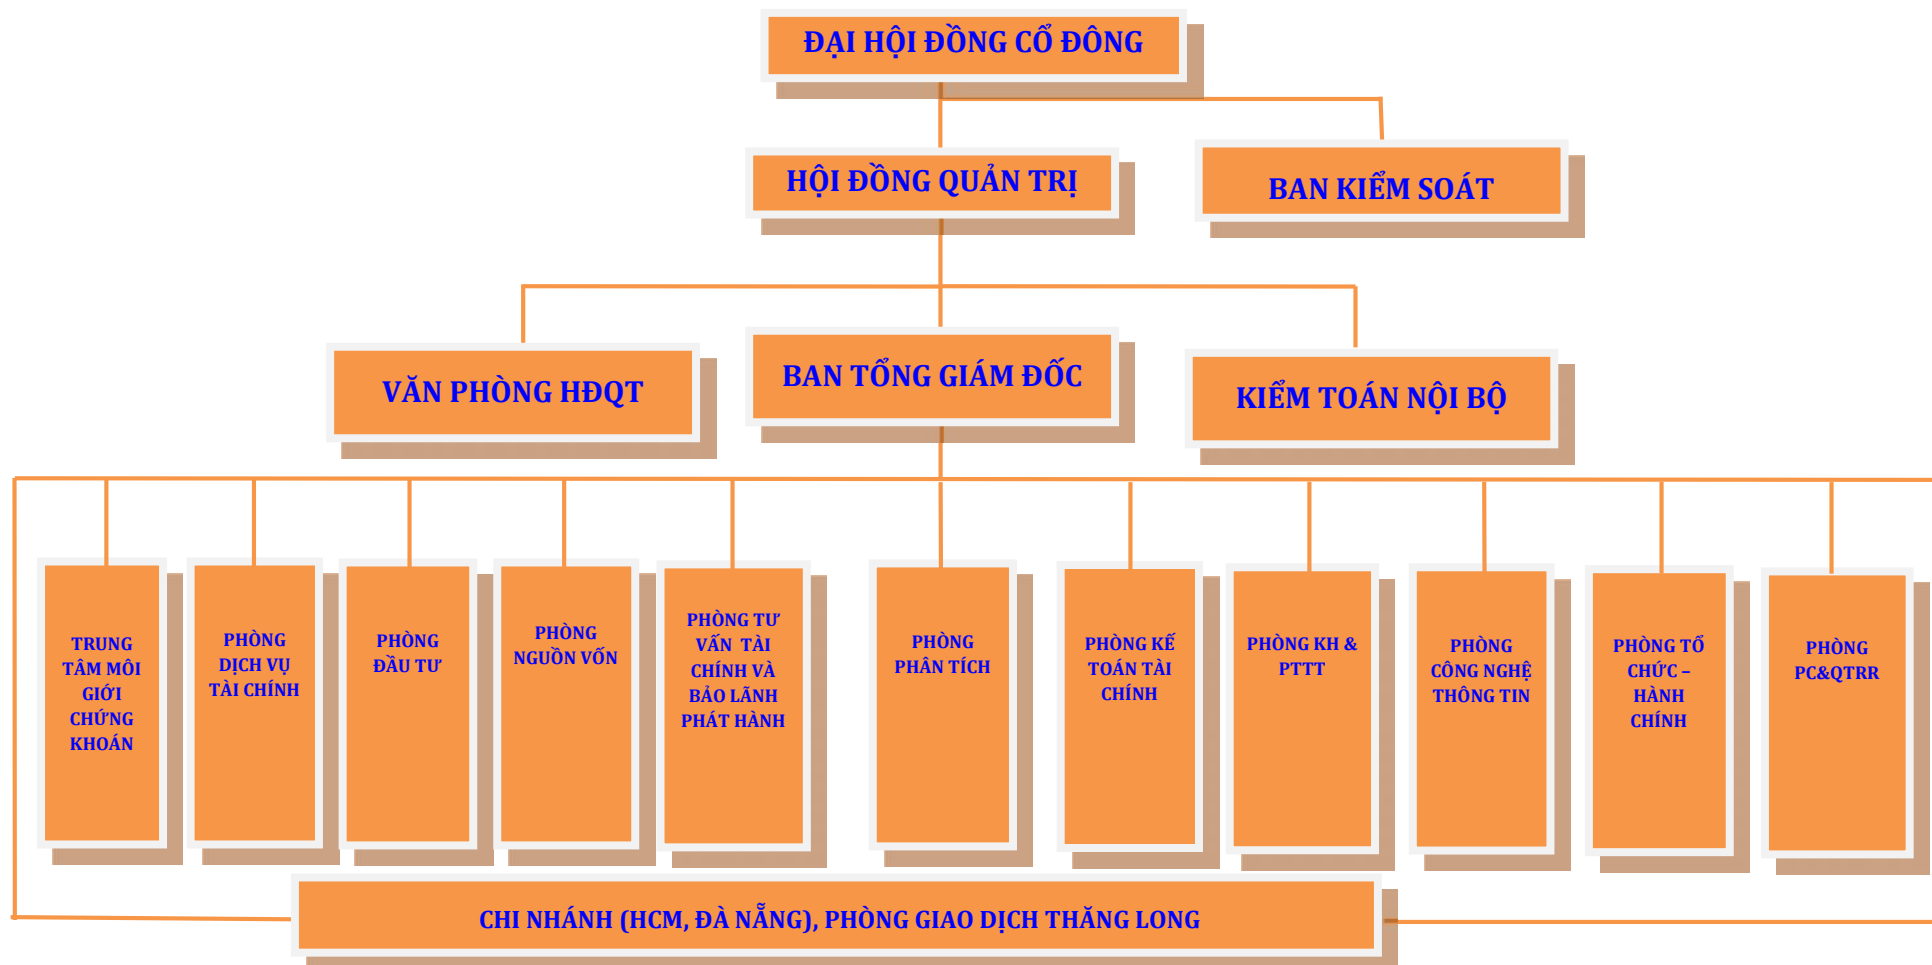 ĐẠI HỘI ĐỒNG CỔ ĐÔNG
HỘI ĐỒNG QUẢN TRỊ
BAN KIỂM SOÁT
VĂN PHÒNG HĐQT
BAN TỔNG GIÁM ĐỐC
KIỂM TOÁN NỘI BỘ
TRUNG
TÂM MÔI
GIỚI
CHỨNG
KHOÁN
PHÒNG
DỊCH VỤ
TÀI CHÍNH
PHÒNG
ĐẦU TƯ
PHÒNG
NGUỒN VỐN
PHÒNG TƯ
VẤN TÀI
CHÍNH VÀ
BẢO LÃNH
PHÁT HÀNH
PHÒNG
PHÂN TÍCH
PHÒNG KẾ
TOÁN TÀI
CHÍNH
PHÒNG KH &
PTTT
PHÒNG
CÔNG NGHỆ
THÔNG TIN
PHÒNG TỔ
CHỨC –
HÀNH
CHÍNH
PHÒNG
PC&QTRR
CHI NHÁNH (HCM, ĐÀ NẴNG), PHÒNG GIAO DỊCH THĂNG LONG